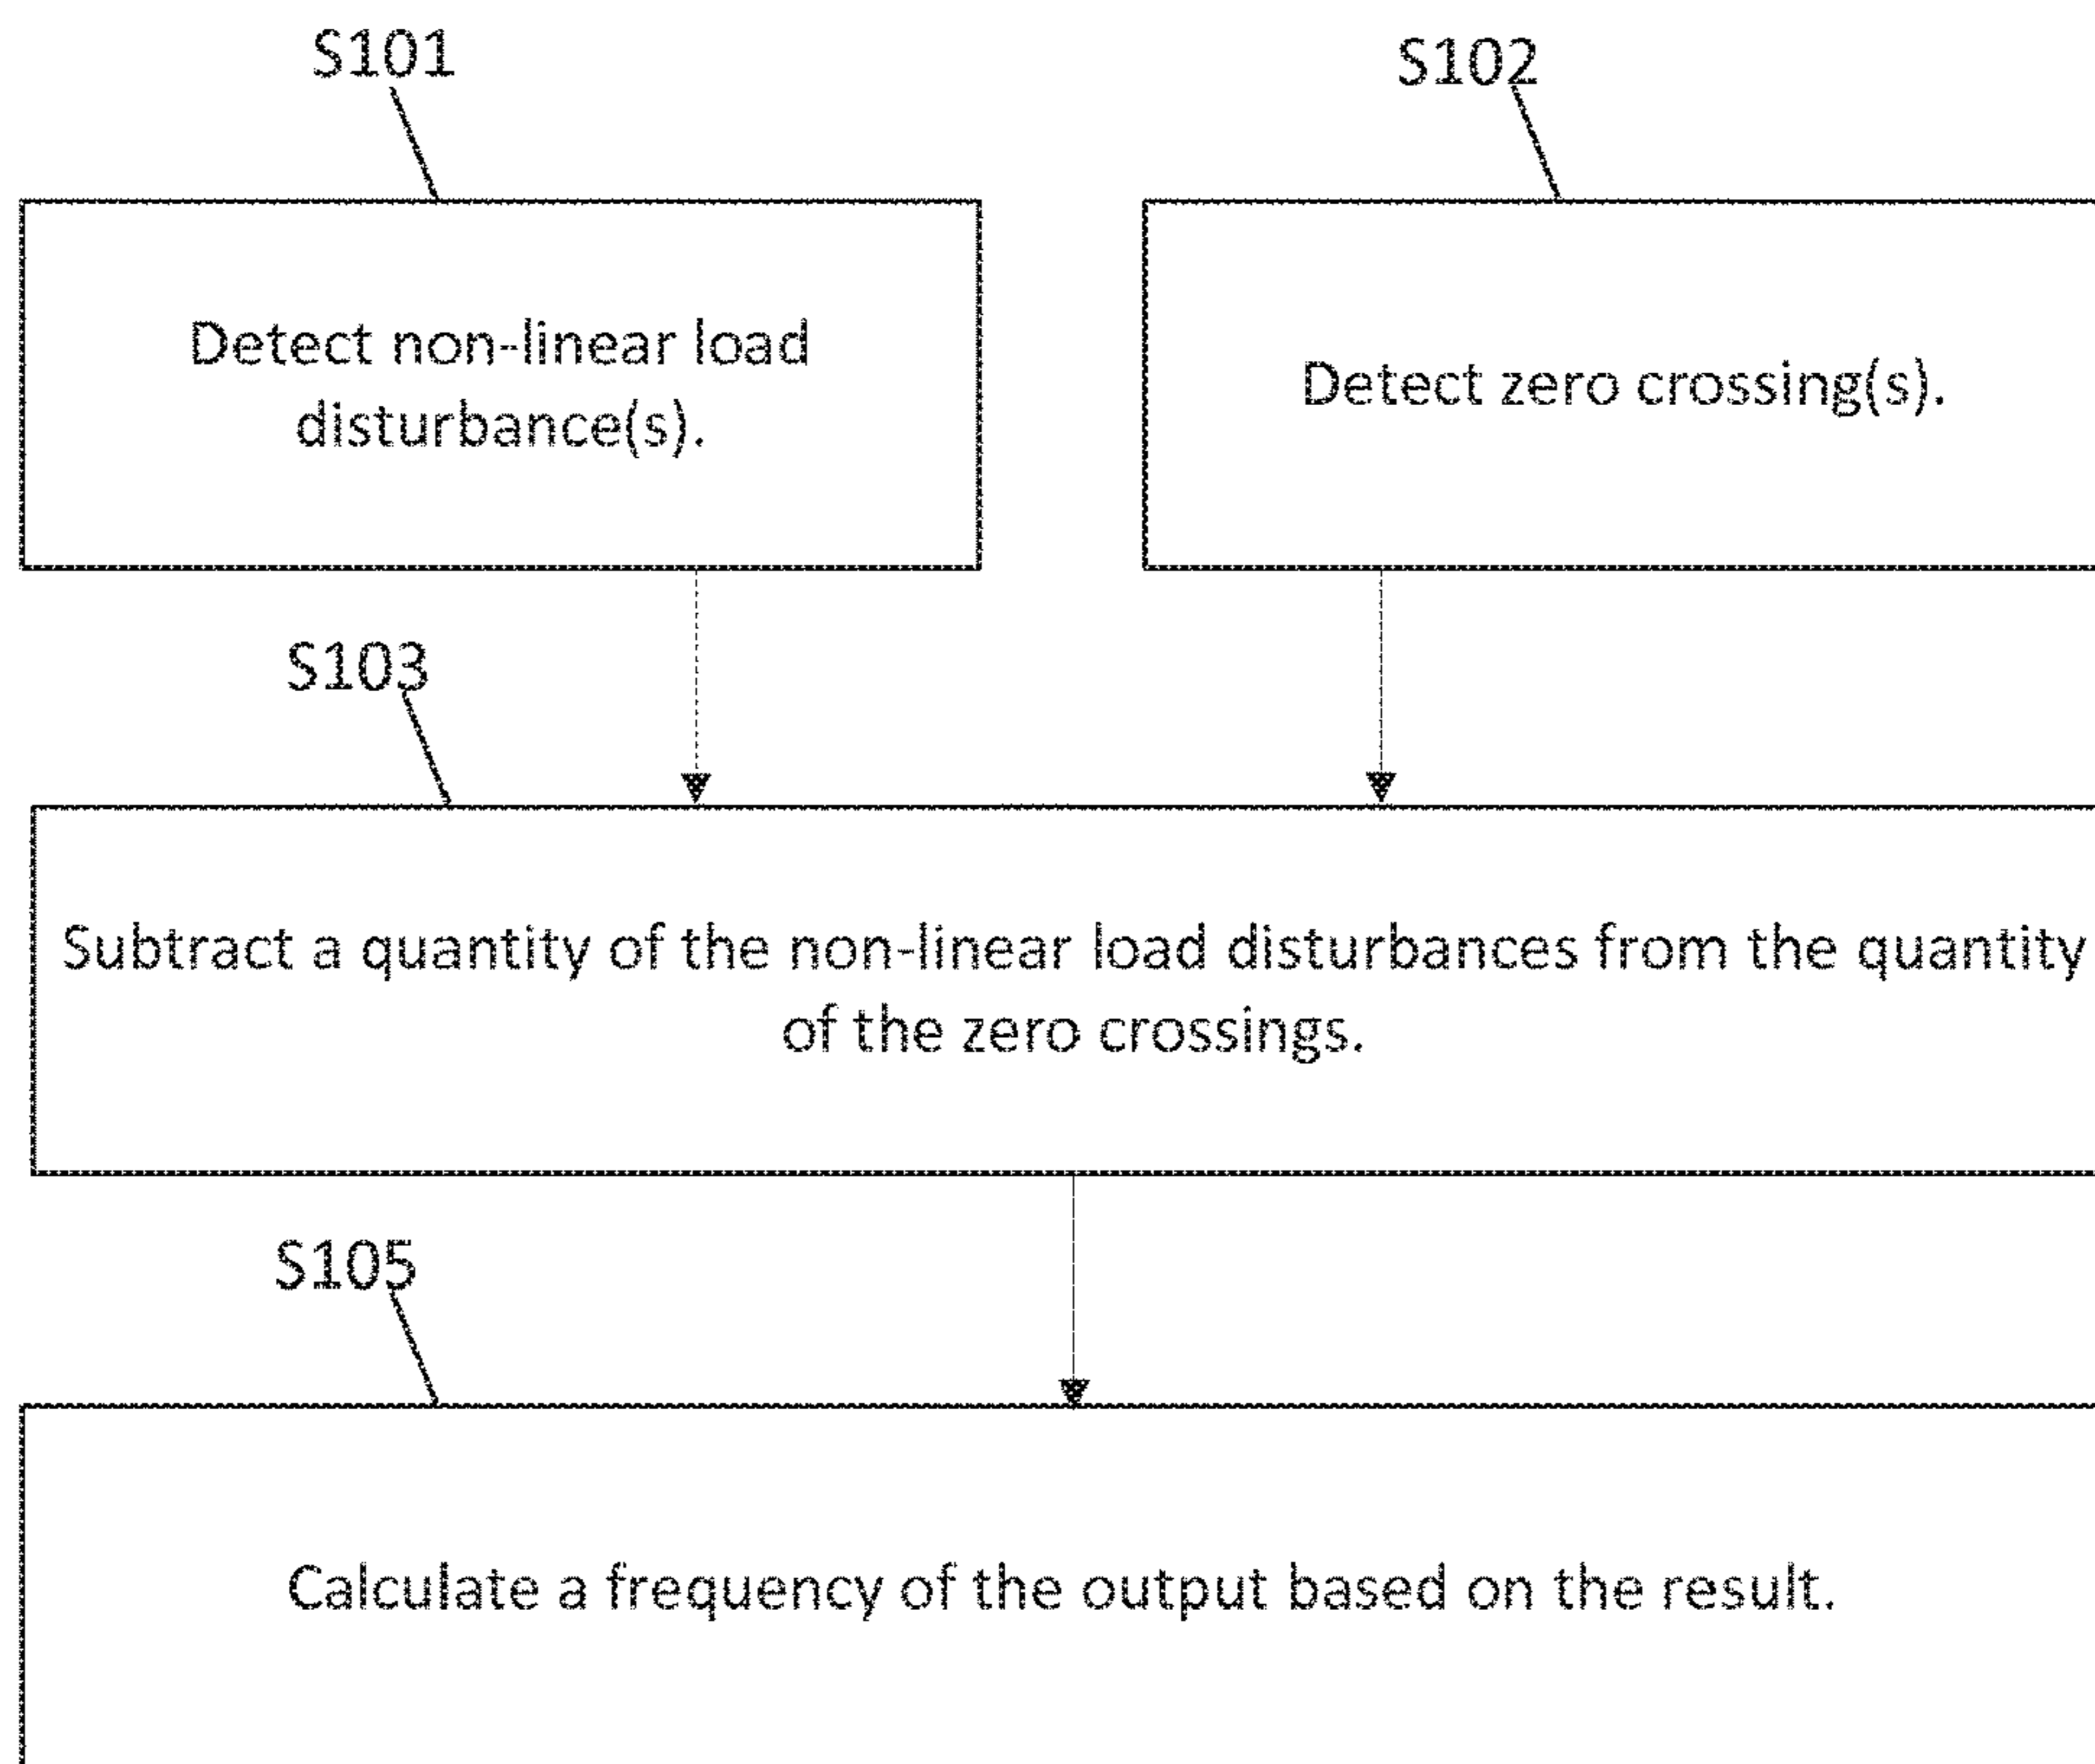 S101
S102
Detect non-linear load
disturbance(s).
Detect zero crossing(s).
S103
Subtract a quantity of the non-linear load disturbances from the quantity
of the zero crossings.
S105
Calculate a frequency of the output based on the result.